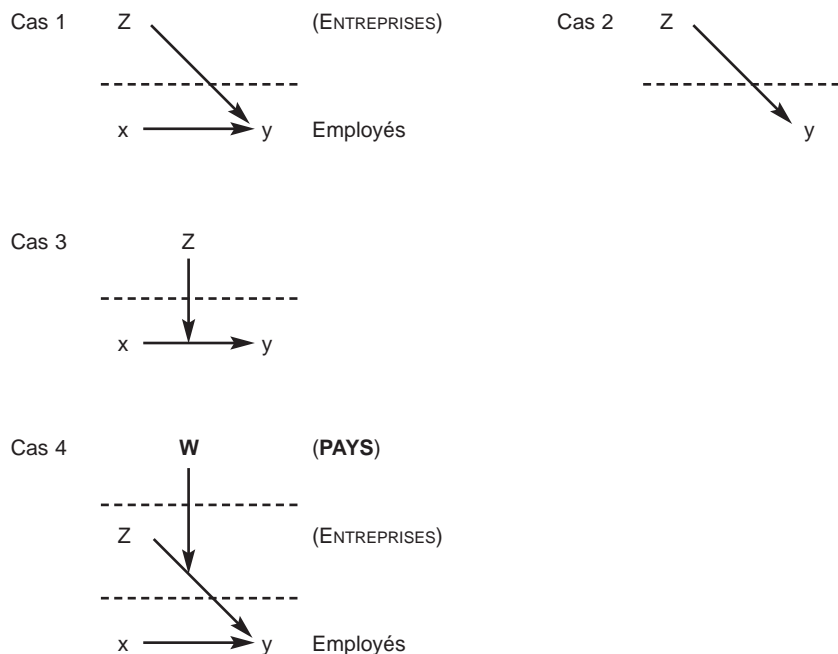 Cas 1 Z (ENTREPRISES) Cas 2 Z
x y Employés y
Cas 3 Z
x y
Cas 4 W (PAYS)
Z (ENTREPRISES)
x y Employés